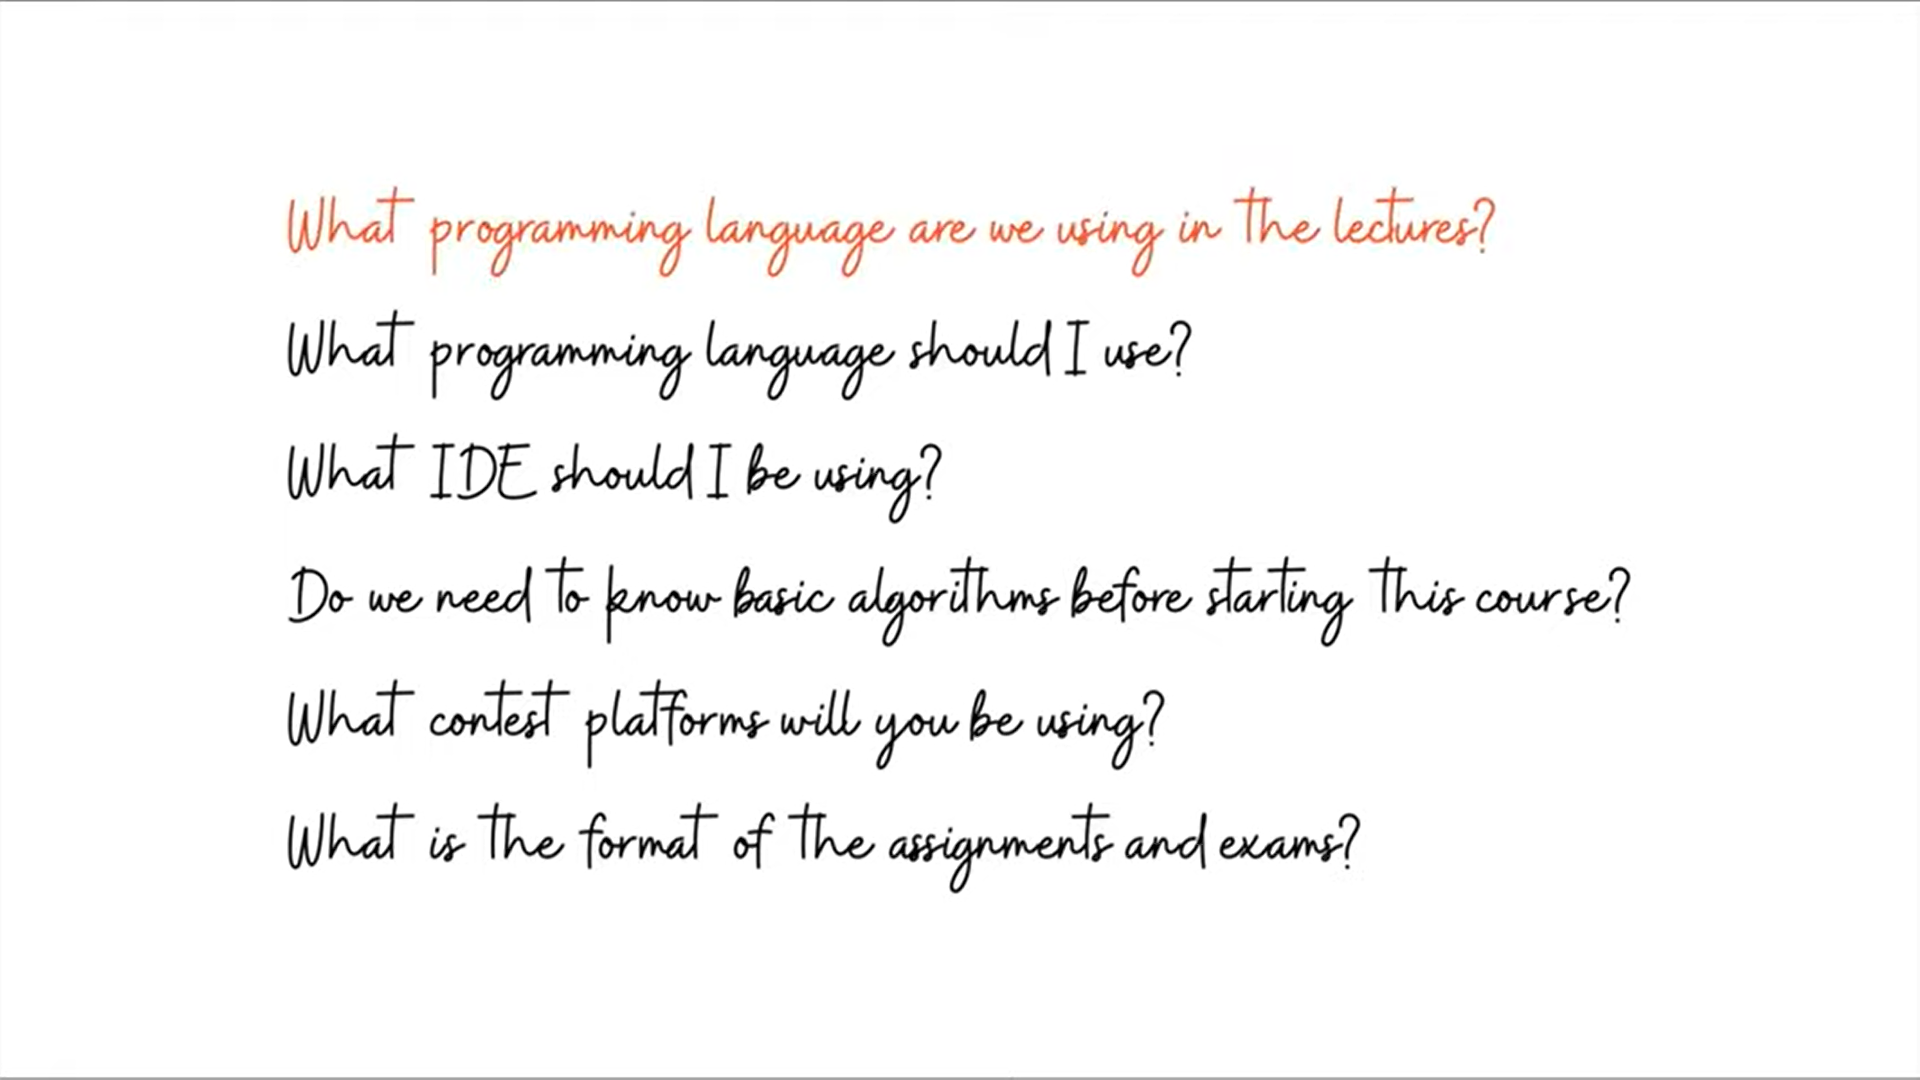 What programming language are we using in the lectures?
What programming language should I use?
What IDE should I be using?
Do we need to know basic algorithms before starting this course?
What contest platforms will you be using?
What is the format of the assignments and exams?